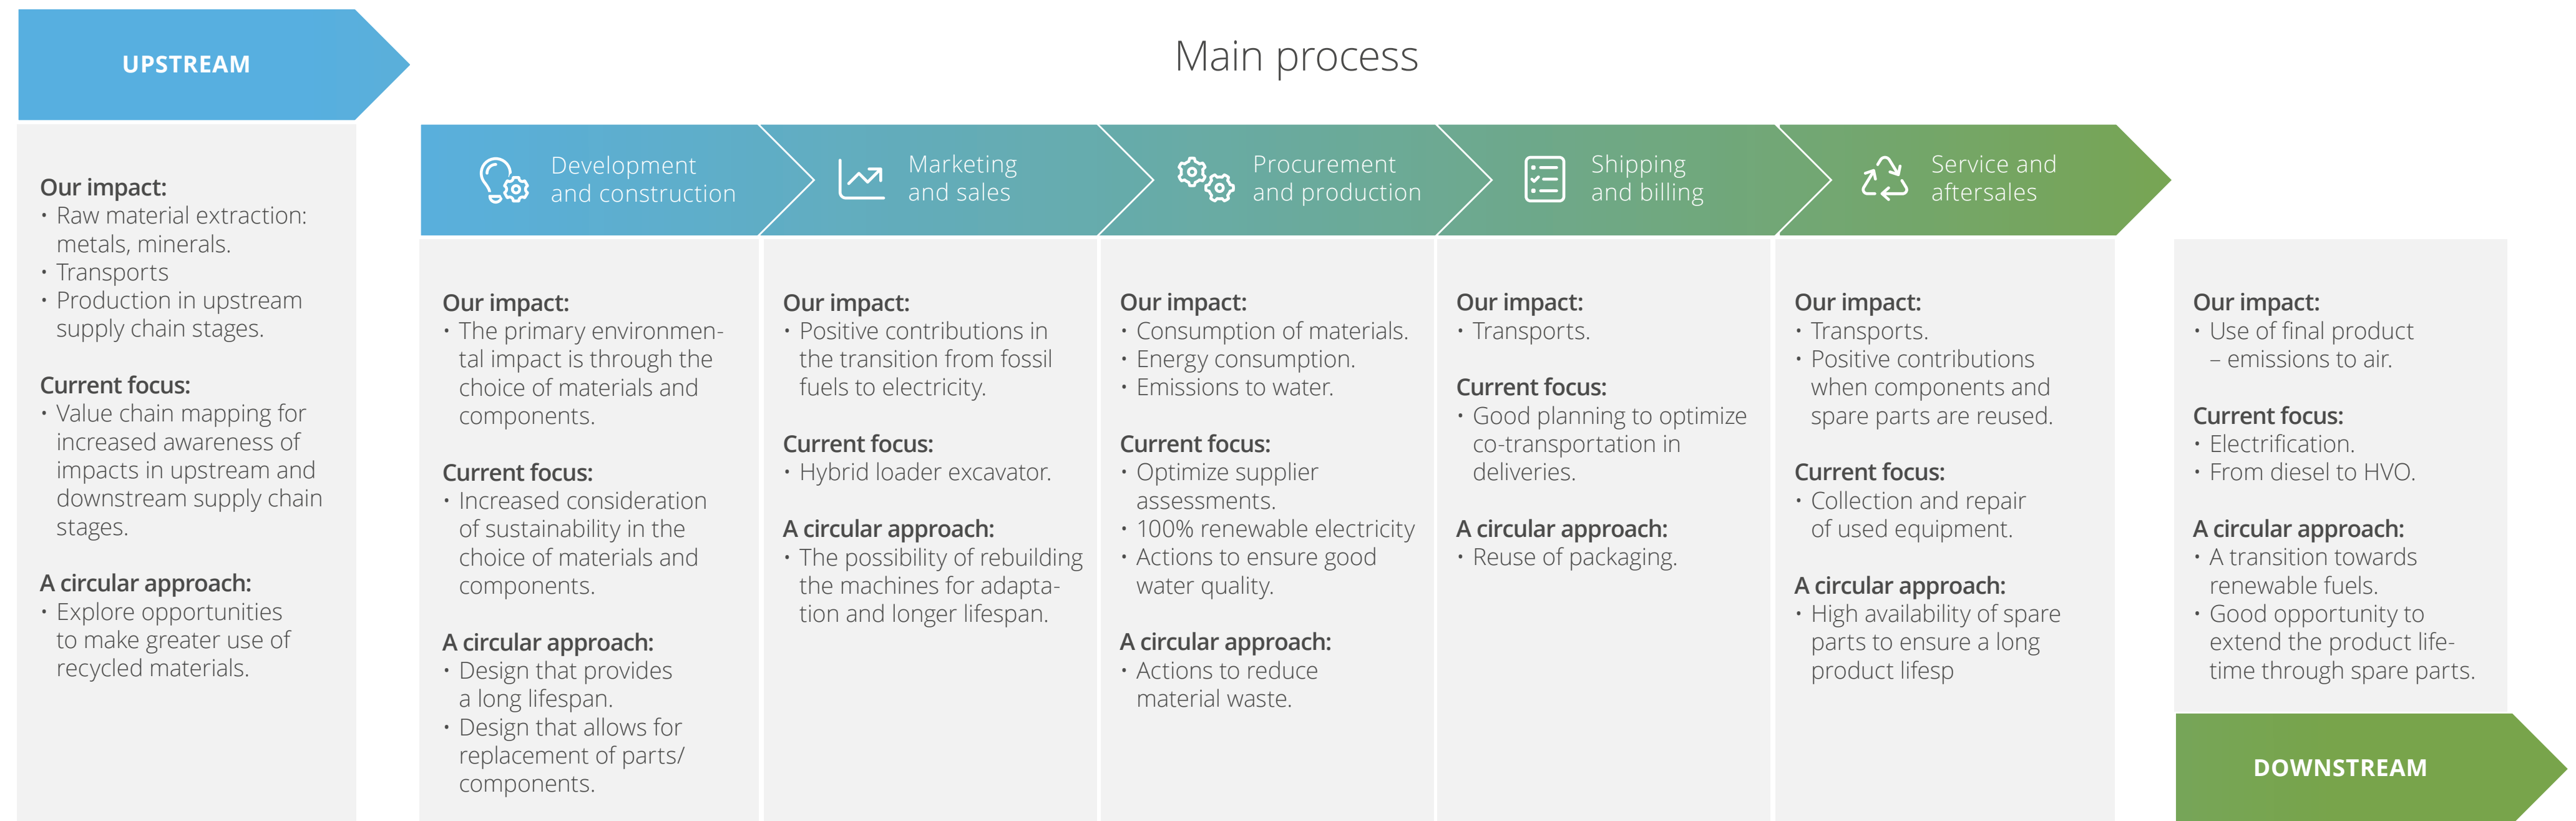 UPSTREAM
Our impact:
• Raw material extraction:
metals, minerals.
• Transports
• Production in upstream
supply chain stages.
Current focus:
• Value chain mapping for
increased awareness of
impacts in upstream and
downstream supply chain
stages.
A circular approach:
• Explore opportunities
to make greater use of
recycled materials.
Main process
Development
and construction
Our impact:
• The primary environmen-
tal impact is through the
choice of materials and
components.
Current focus:
• Increased consideration
of sustainability in the
choice of materials and
components.
A circular approach:
• Design that provides
a long lifespan.
• Design that allows for
replacement of parts/
components.
Marketing
and sales
Our impact:
• Positive contributions in
the transition from fossil
fuels to electricity.
Current focus:
• Hybrid loader excavator.
A circular approach:
• The possibility of rebuilding
the machines for adapta-
tion and longer lifespan.
Procurement
and production
Our impact:
• Consumption of materials.
• Energy consumption.
• Emissions to water.
Current focus:
• Optimize supplier
assessments.
• 100% renewable electricity
• Actions to ensure good
water quality.
A circular approach:
• Actions to reduce
material waste.
Shipping
and billing
Our impact:
• Transports.
Current focus:
• Good planning to optimize
co-transportation in
deliveries.
A circular approach:
• Reuse of packaging.
Service and
aftersales
Our impact:
• Transports.
• Positive contributions
when components and
spare parts are reused.
Current focus:
• Collection and repair
of used equipment.
A circular approach:
• High availability of spare
parts to ensure a long
product lifesp
Our impact:
• Use of final product
– emissions to air.
Current focus:
• Electrification.
• From diesel to HVO.
A circular approach:
• A transition towards
renewable fuels.
• Good opportunity to
extend the product life-
time through spare parts.
DOWNSTREAM